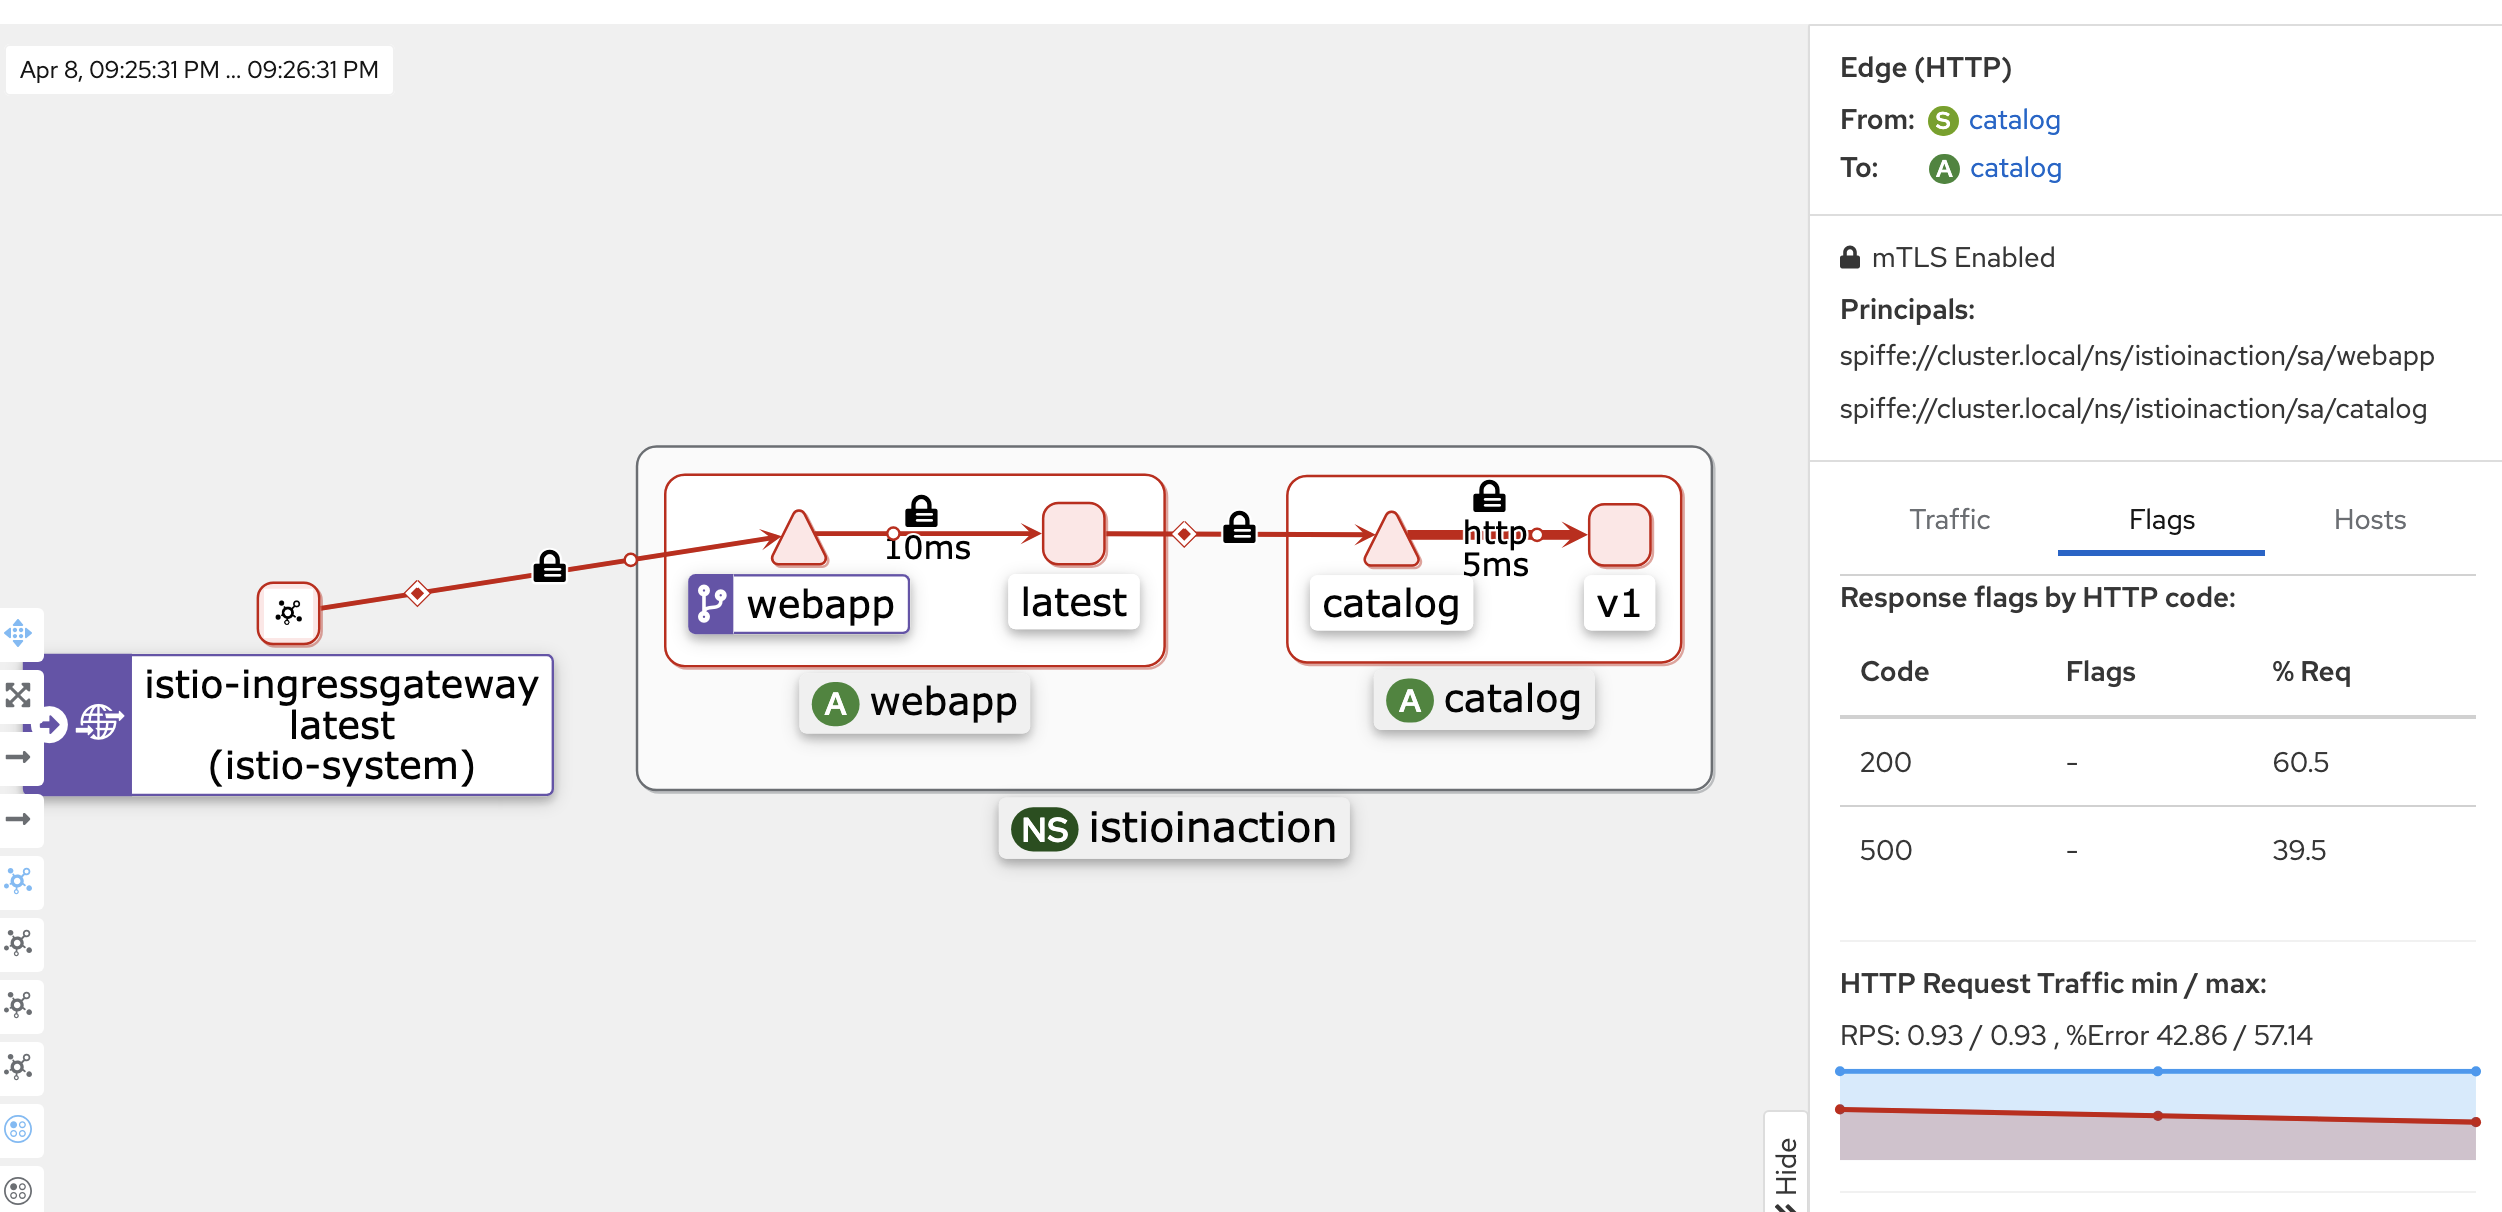 Apr 8, 09:25:31 PM ... 09:26:31 PM
istio-ingressgateway
latest
(istio-system)
10ms
webapp
latest
A webapp
http
5ms
catalog
v1
A catalog
NS istioinaction
Hide
Edge (HTTP)
From: S catalog
To: A catalog
mTLS Enabled
Principals:
spiffe://cluster.local/ns/istioinaction/sa/webapp
spiffe://cluster.local/ns/istioinaction/sa/catalog
Traffic Flags Hosts
Response flags by HTTP code:
Code Flags % Req
200 - 60.5
500 - 39.5
HTTP Request Traffic min / max:
RPS: 0.93 / 0.93 , %Error 42.86 / 57.14